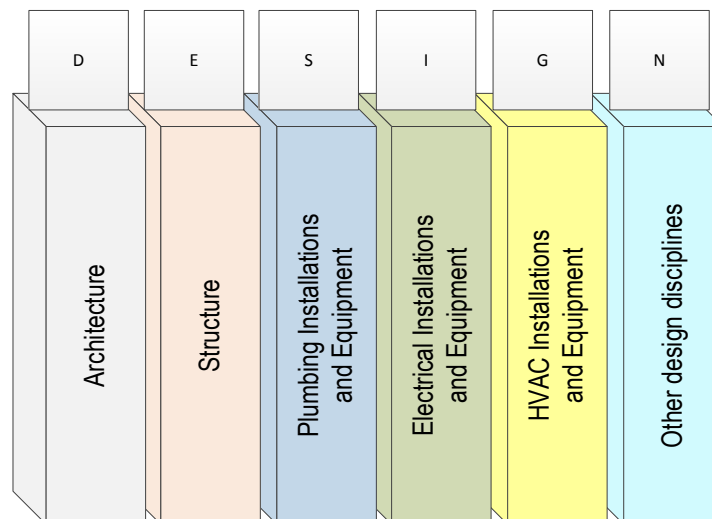 D
E
S
I
G
N
Architecture
Structure
Plumbing Installations
and Equipment
Electrical Installations
and Equipment
HVAC Installations
and Equipment
Other design disciplines